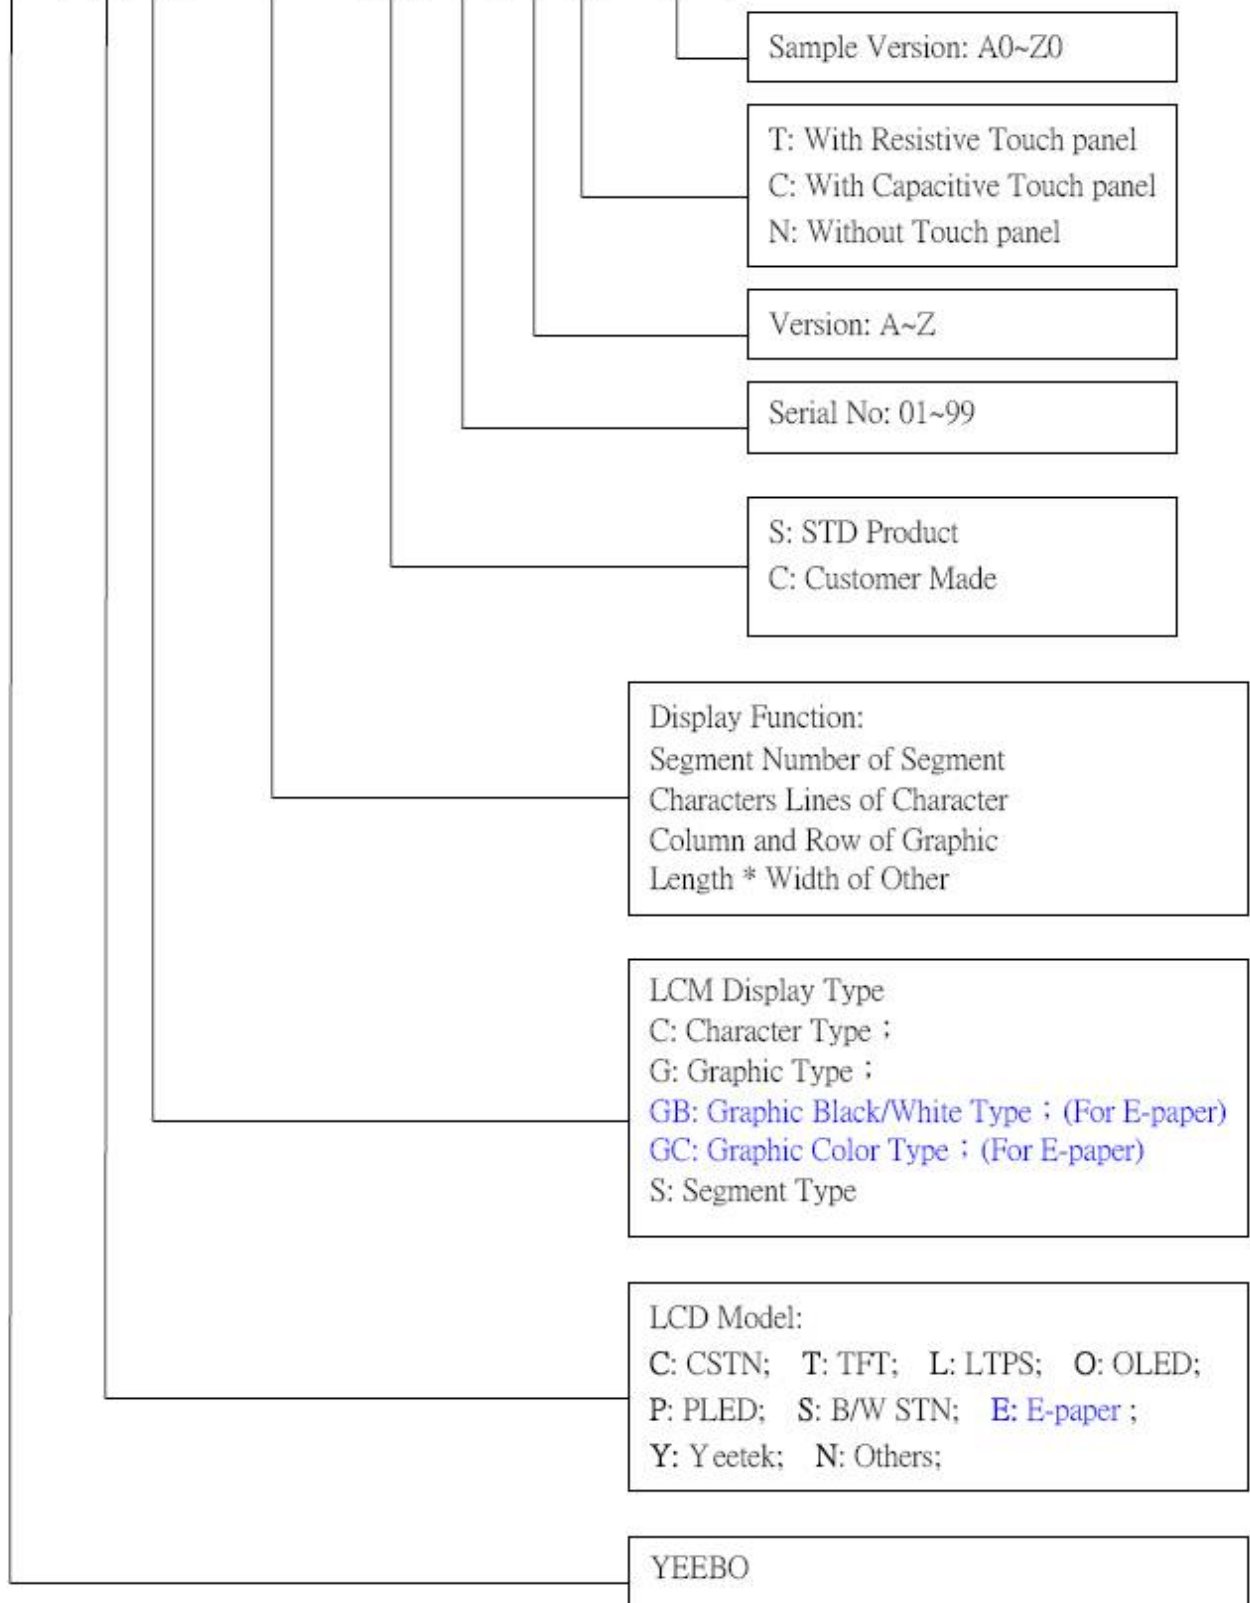 Sample Version: A0~Z0
T: With Resistive Touch panel
C: With Capacitive Touch panel
N: Without Touch panel
Version: A~Z
Serial No: 01~99
S: STD Product
C: Customer Made
Display Function:
Segment Number of Segment
Characters Lines of Character
Column and Row of Graphic
Length * Width of Other
LCM Display Type
C: Character Type；
G: Graphic Type；
GB: Graphic Black/White Type；(For E-paper)
GC: Graphic Color Type；(For E-paper)
S: Segment Type
LCD Model:
C: CSTN; T: TFT; L: LTPS; O: OLED;
P: PLED; S: B/W STN; E: E-paper ;
Y: Yeetek; N: Others;
YEEBO